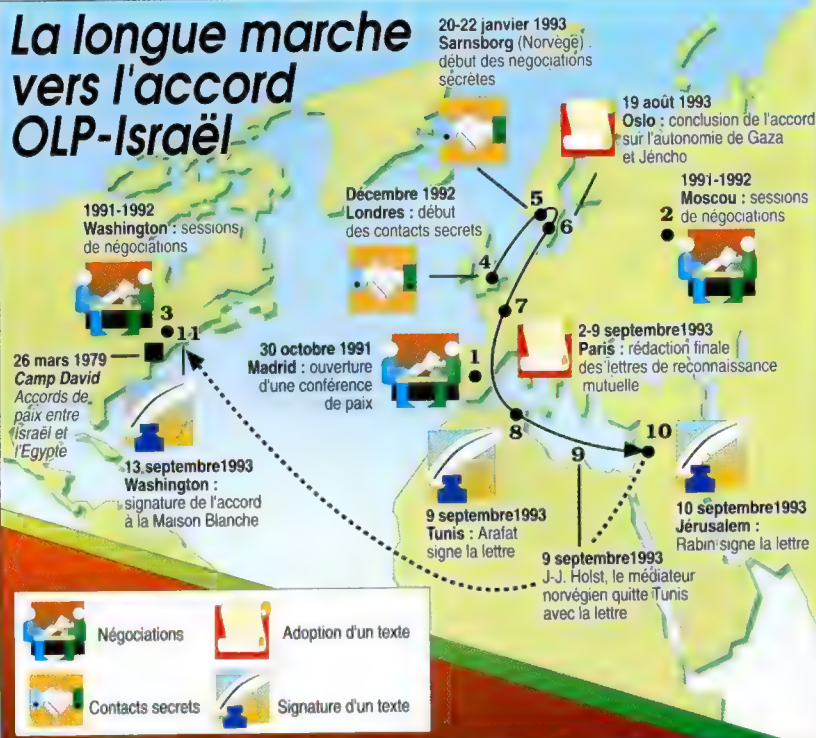 La longue marche
vers l'accord
OLP-Israël
20-22 janvier 1993
Sarnsborg (Norvège) .
début des négociations
secrètes
19 août 1993
Oslo : conclusion de l'accord
sur l'autonomie de Gaza
et Jéricho
1991-1992
Washington : sessions
de négociations
Décembre 1992
Londres : début
des contacts secrets
1991-1992
Moscou : sessions
de négociations
5
6
2
4
3
11
7
26 mars 1979
Camp David
Accords de
paix entre
Israël et
l'Egypte
30 octobre 1991
Madrid : ouverture
d'une conférence
de paix
1
2-9 septembre1993
Paris : rédaction finale
des lettres de reconnaissance
mutuelle
8
9
10
13 septembre1993
Washington :
signature de l'accord
à la Maison Blanche
9 septembre1993
Tunis : Arafat
signe la lettre
9 septembre1993
J-J. Holst, le médiateur
norvégien quitte Tunis
avec la lettre
10 septembre1993
Jérusalem :
Rabin signe la lettre
Négociations
Adoption d'un texte
Contacts secrets
Signature d'un texte